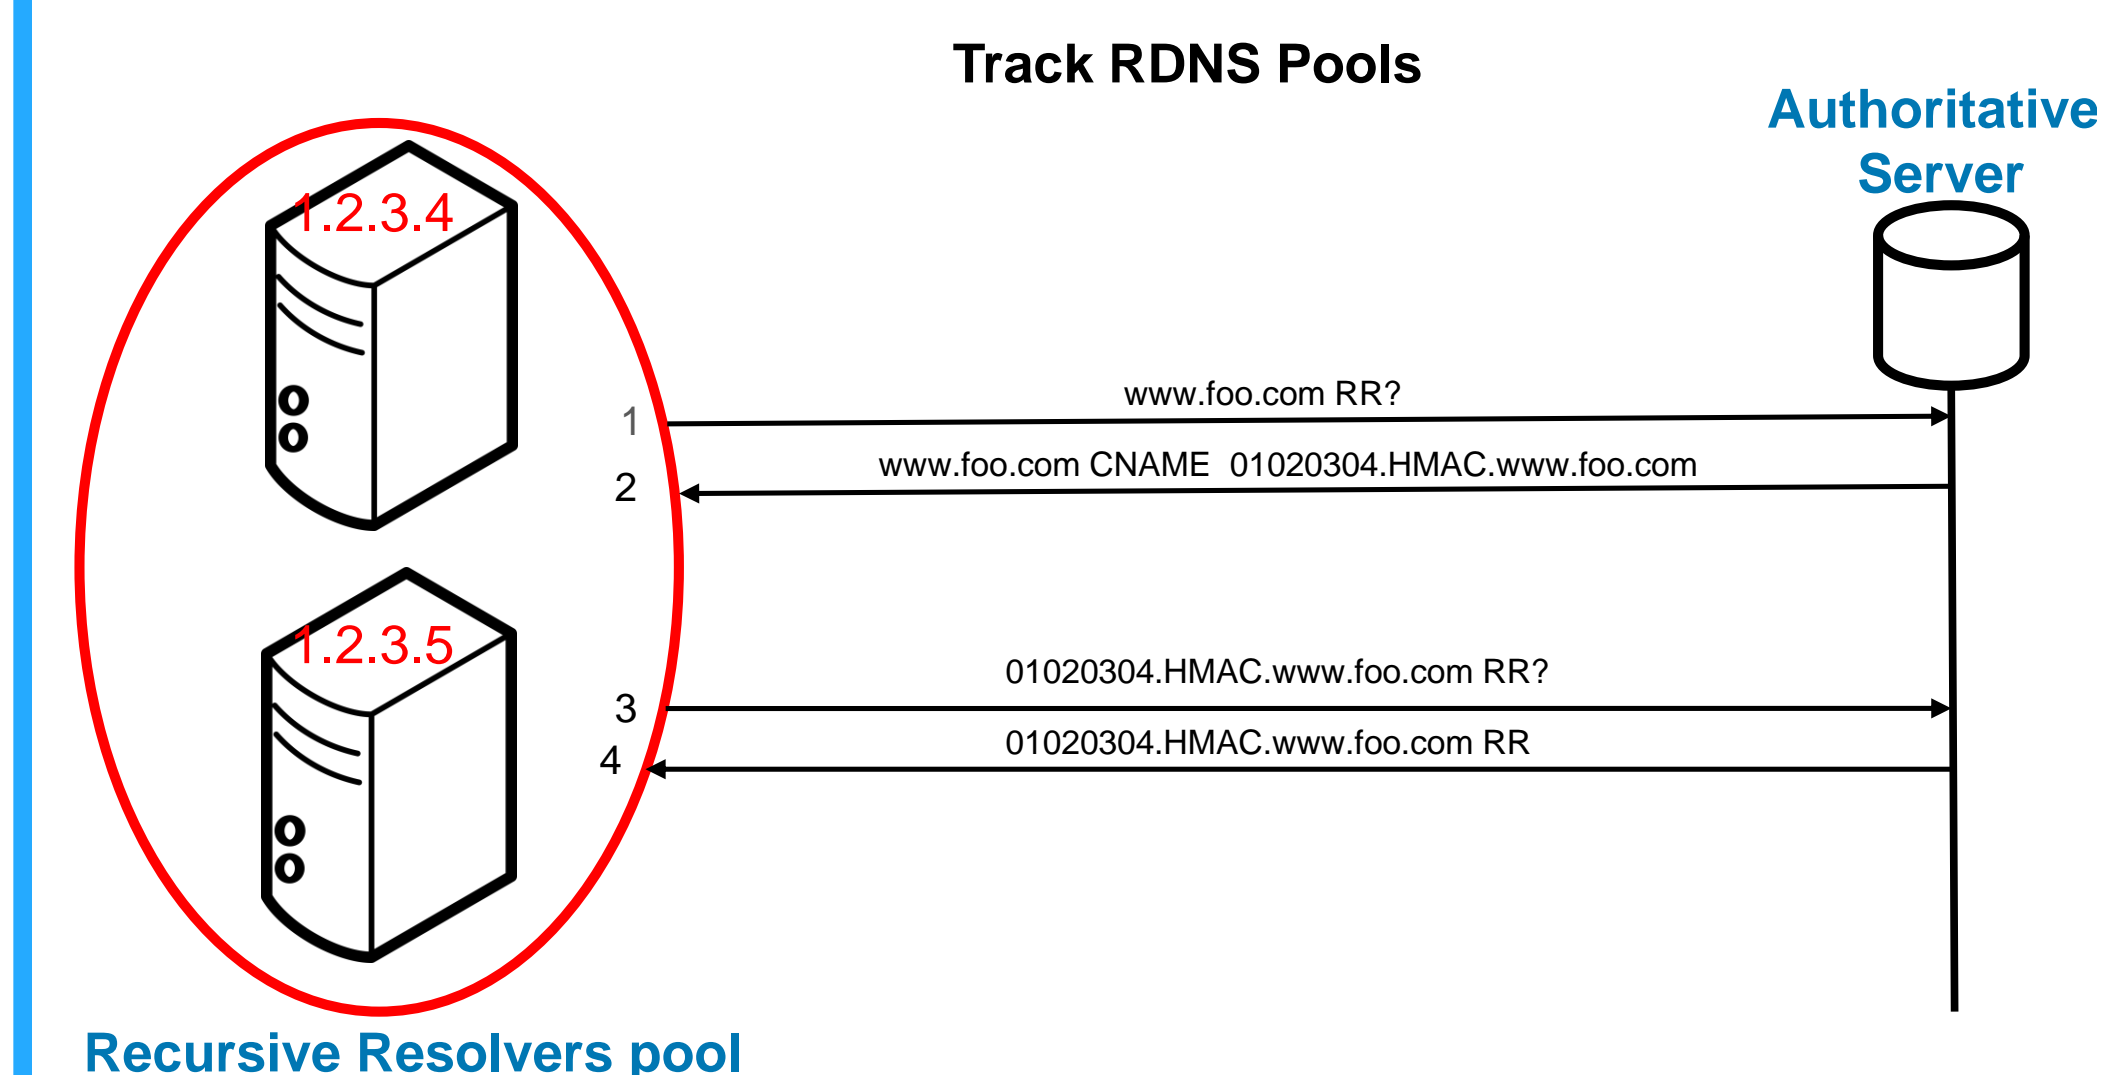 Track RDNS Pools
Authoritative
Server
1.2.3.4
www.foo.com RR?
1
www.foo.com CNAME  01020304.HMAC.www.foo.com
2
1.2.3.5
01020304.HMAC.www.foo.com RR?
3
01020304.HMAC.www.foo.com RR
4
Recursive Resolvers pool